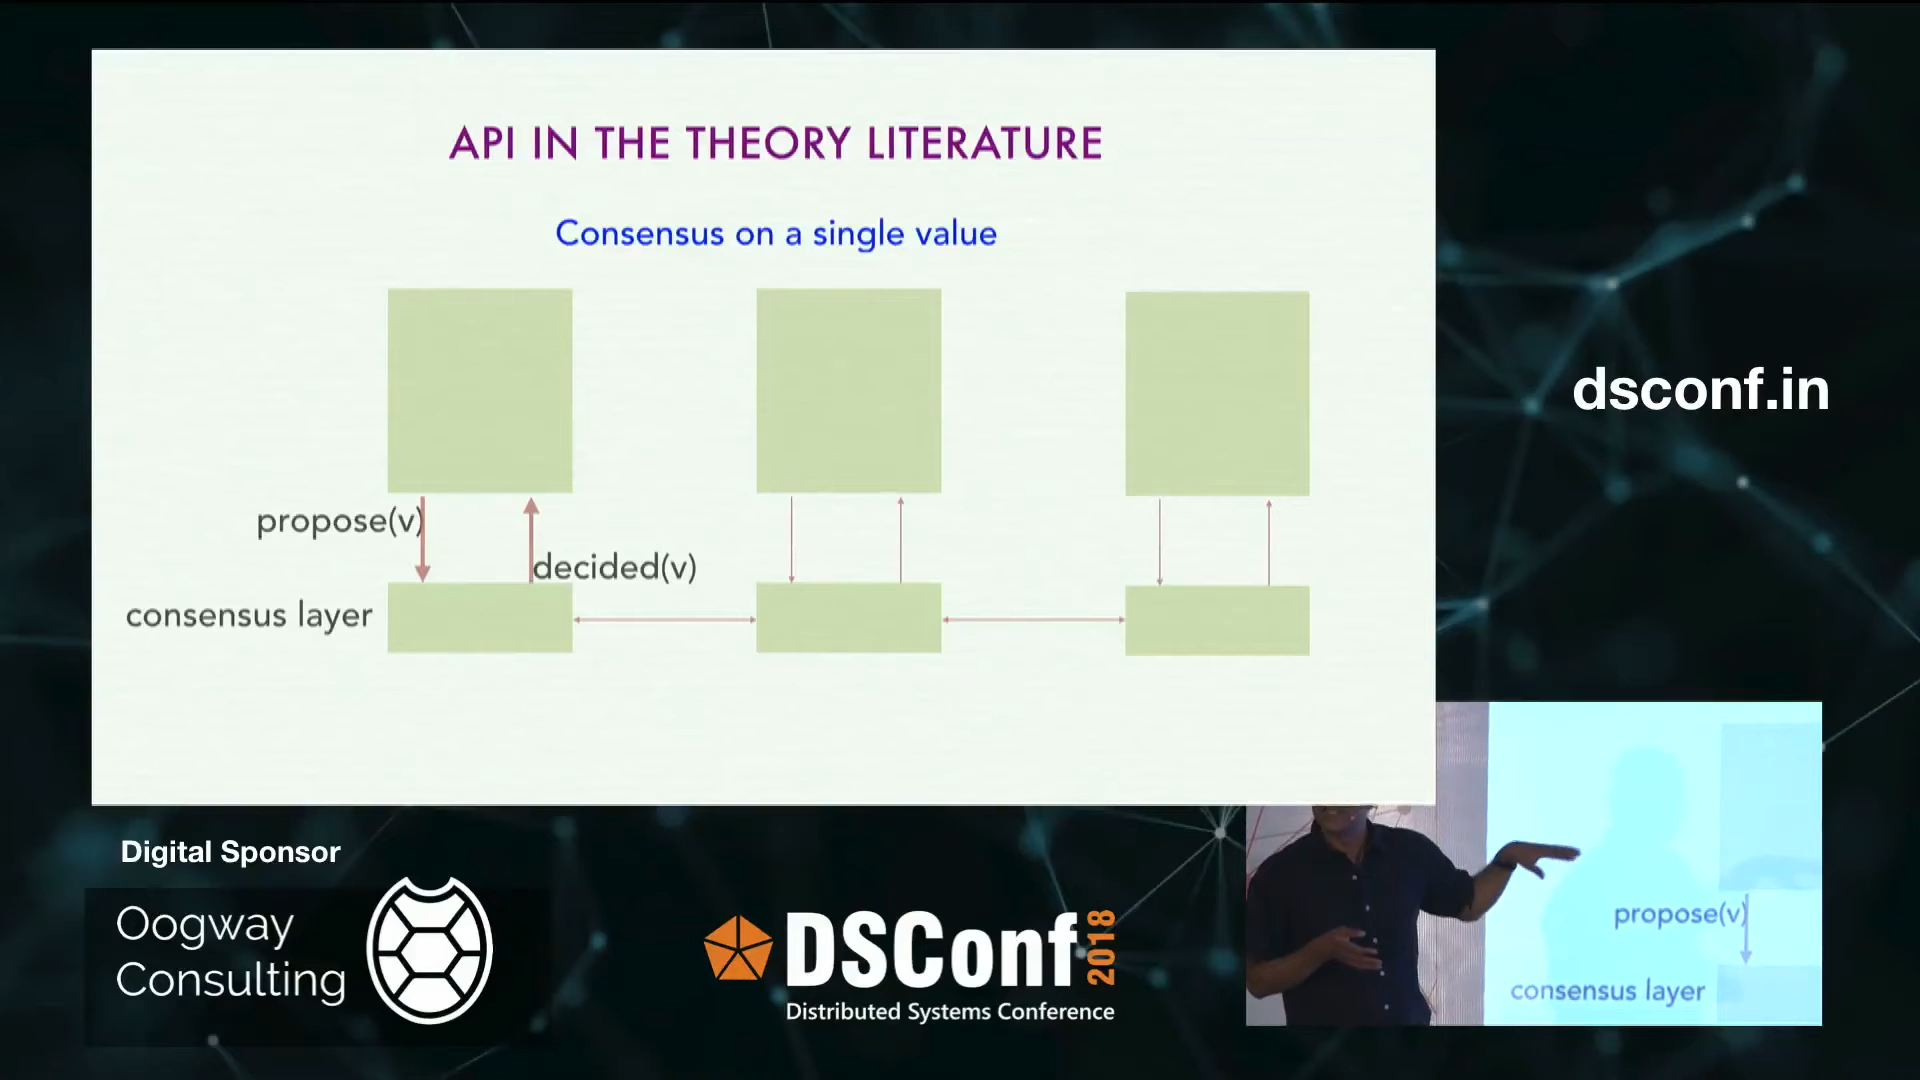 API IN THE THEORY LITERATURE
Consensus on a single value
propose(v)
decided(v)
consensus layer
dsconf.in
Digital Sponsor
Oogway
Consulting
DSConf 2018
Distributed Systems Conference
propose(v)
consensus layer